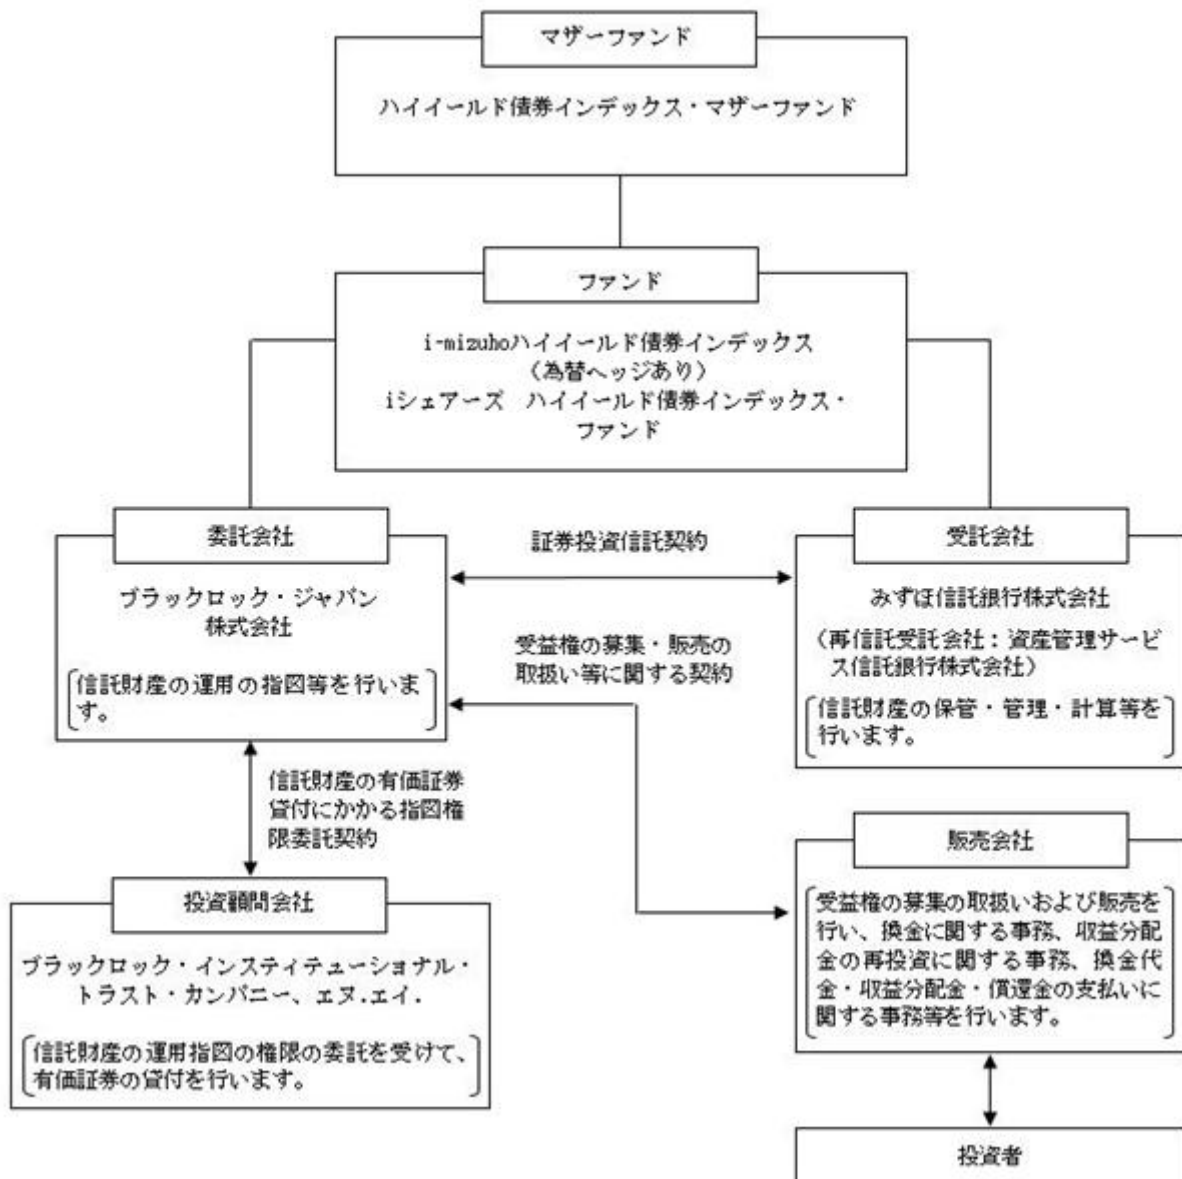 マザーファンド
ハイイールド債券インデックス・マザーファンド
ファンド
i-mizuhoハイイールド債券インデックス
（為替ヘッジあり）
iシェアーズ　ハイイールド債券インデックス・
ファンド
委託会社
ブラックロック・ジャパン
株式会社
信託財産の運用の指図等を行いま
す。
証券投資信託契約
受益権の募集・販売の
取扱い等に関する契約
受託会社
みずほ信託銀行株式会社
（再信託受託会社：資産管理サービ
ス信託銀行株式会社）
信託財産の保管・管理・計算等を
行います。
信託財産の有価証券
貸付にかかる指図権
限委託契約
投資顧問会社
ブラックロック・インスティテューショナル・
トラスト・カンパニー、エヌ.エイ.
信託財産の運用指図の権限の委託を受けて、
有価証券の貸付を行います。
販売会社
受益権の募集の取扱いおよび販売を
行い、換金に関する事務、収益分配
金の再投資に関する事務、換金代
金・収益分配金・償還金の支払いに
関する事務等を行います。
投資者